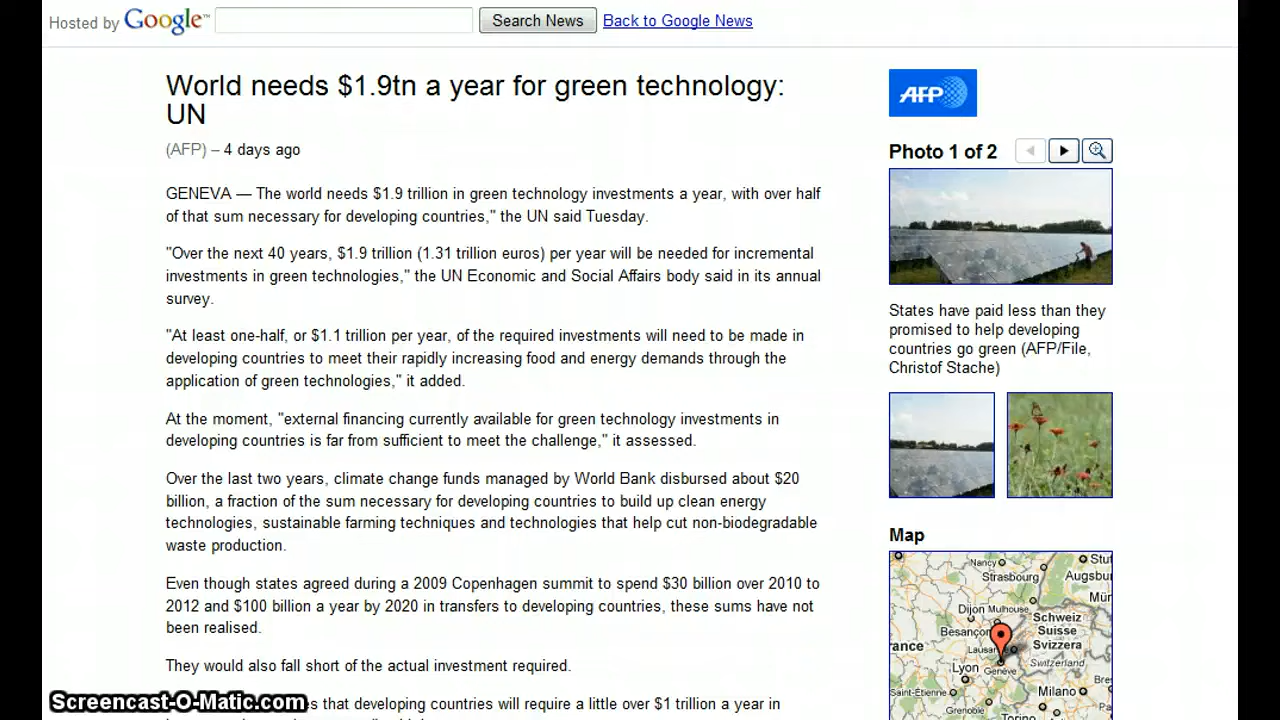 Hosted by Google™ Search News Back to Google News
World needs $1.9tn a year for green technology:
UN
(AFP) – 4 days ago
GENEVA — The world needs $1.9 trillion in green technology investments a year, with over half
of that sum necessary for developing countries," the UN said Tuesday.
"Over the next 40 years, $1.9 trillion (1.31 trillion euros) per year will be needed for incremental
investments in green technologies," the UN Economic and Social Affairs body said in its annual
survey.
"At least one-half, or $1.1 trillion per year, of the required investments will need to be made in
developing countries to meet their rapidly increasing food and energy demands through the
application of green technologies," it added.
At the moment, "external financing currently available for green technology investments in
developing countries is far from sufficient to meet the challenge," it assessed.
Over the last two years, climate change funds managed by World Bank disbursed about $20
billion, a fraction of the sum necessary for developing countries to build up clean energy
technologies, sustainable farming techniques and technologies that help cut non-biodegradable
waste production.
Even though states agreed during a 2009 Copenhagen summit to spend $30 billion over 2010 to
2012 and $100 billion a year by 2020 in transfers to developing countries, these sums have not
been realised.
They would also fall short of the actual investment required.
s that developing countries will require a little over $1 trillion a year in
AFP
Photo 1 of 2
States have paid less than they
promised to help developing
countries go green (AFP/File,
Christof Stache)
Map
Nancy
Stut
Strasbourg
Augsbu
Mün
Dijon Mulhouse
Schweiz
Besançon
Suisse
rance
Lausanne
Svizzera
Lyon
Genève
Switzerland
Saint-Étienne
Milano
Bre
Grenoble
Torino
Screencast-O-Matic.com